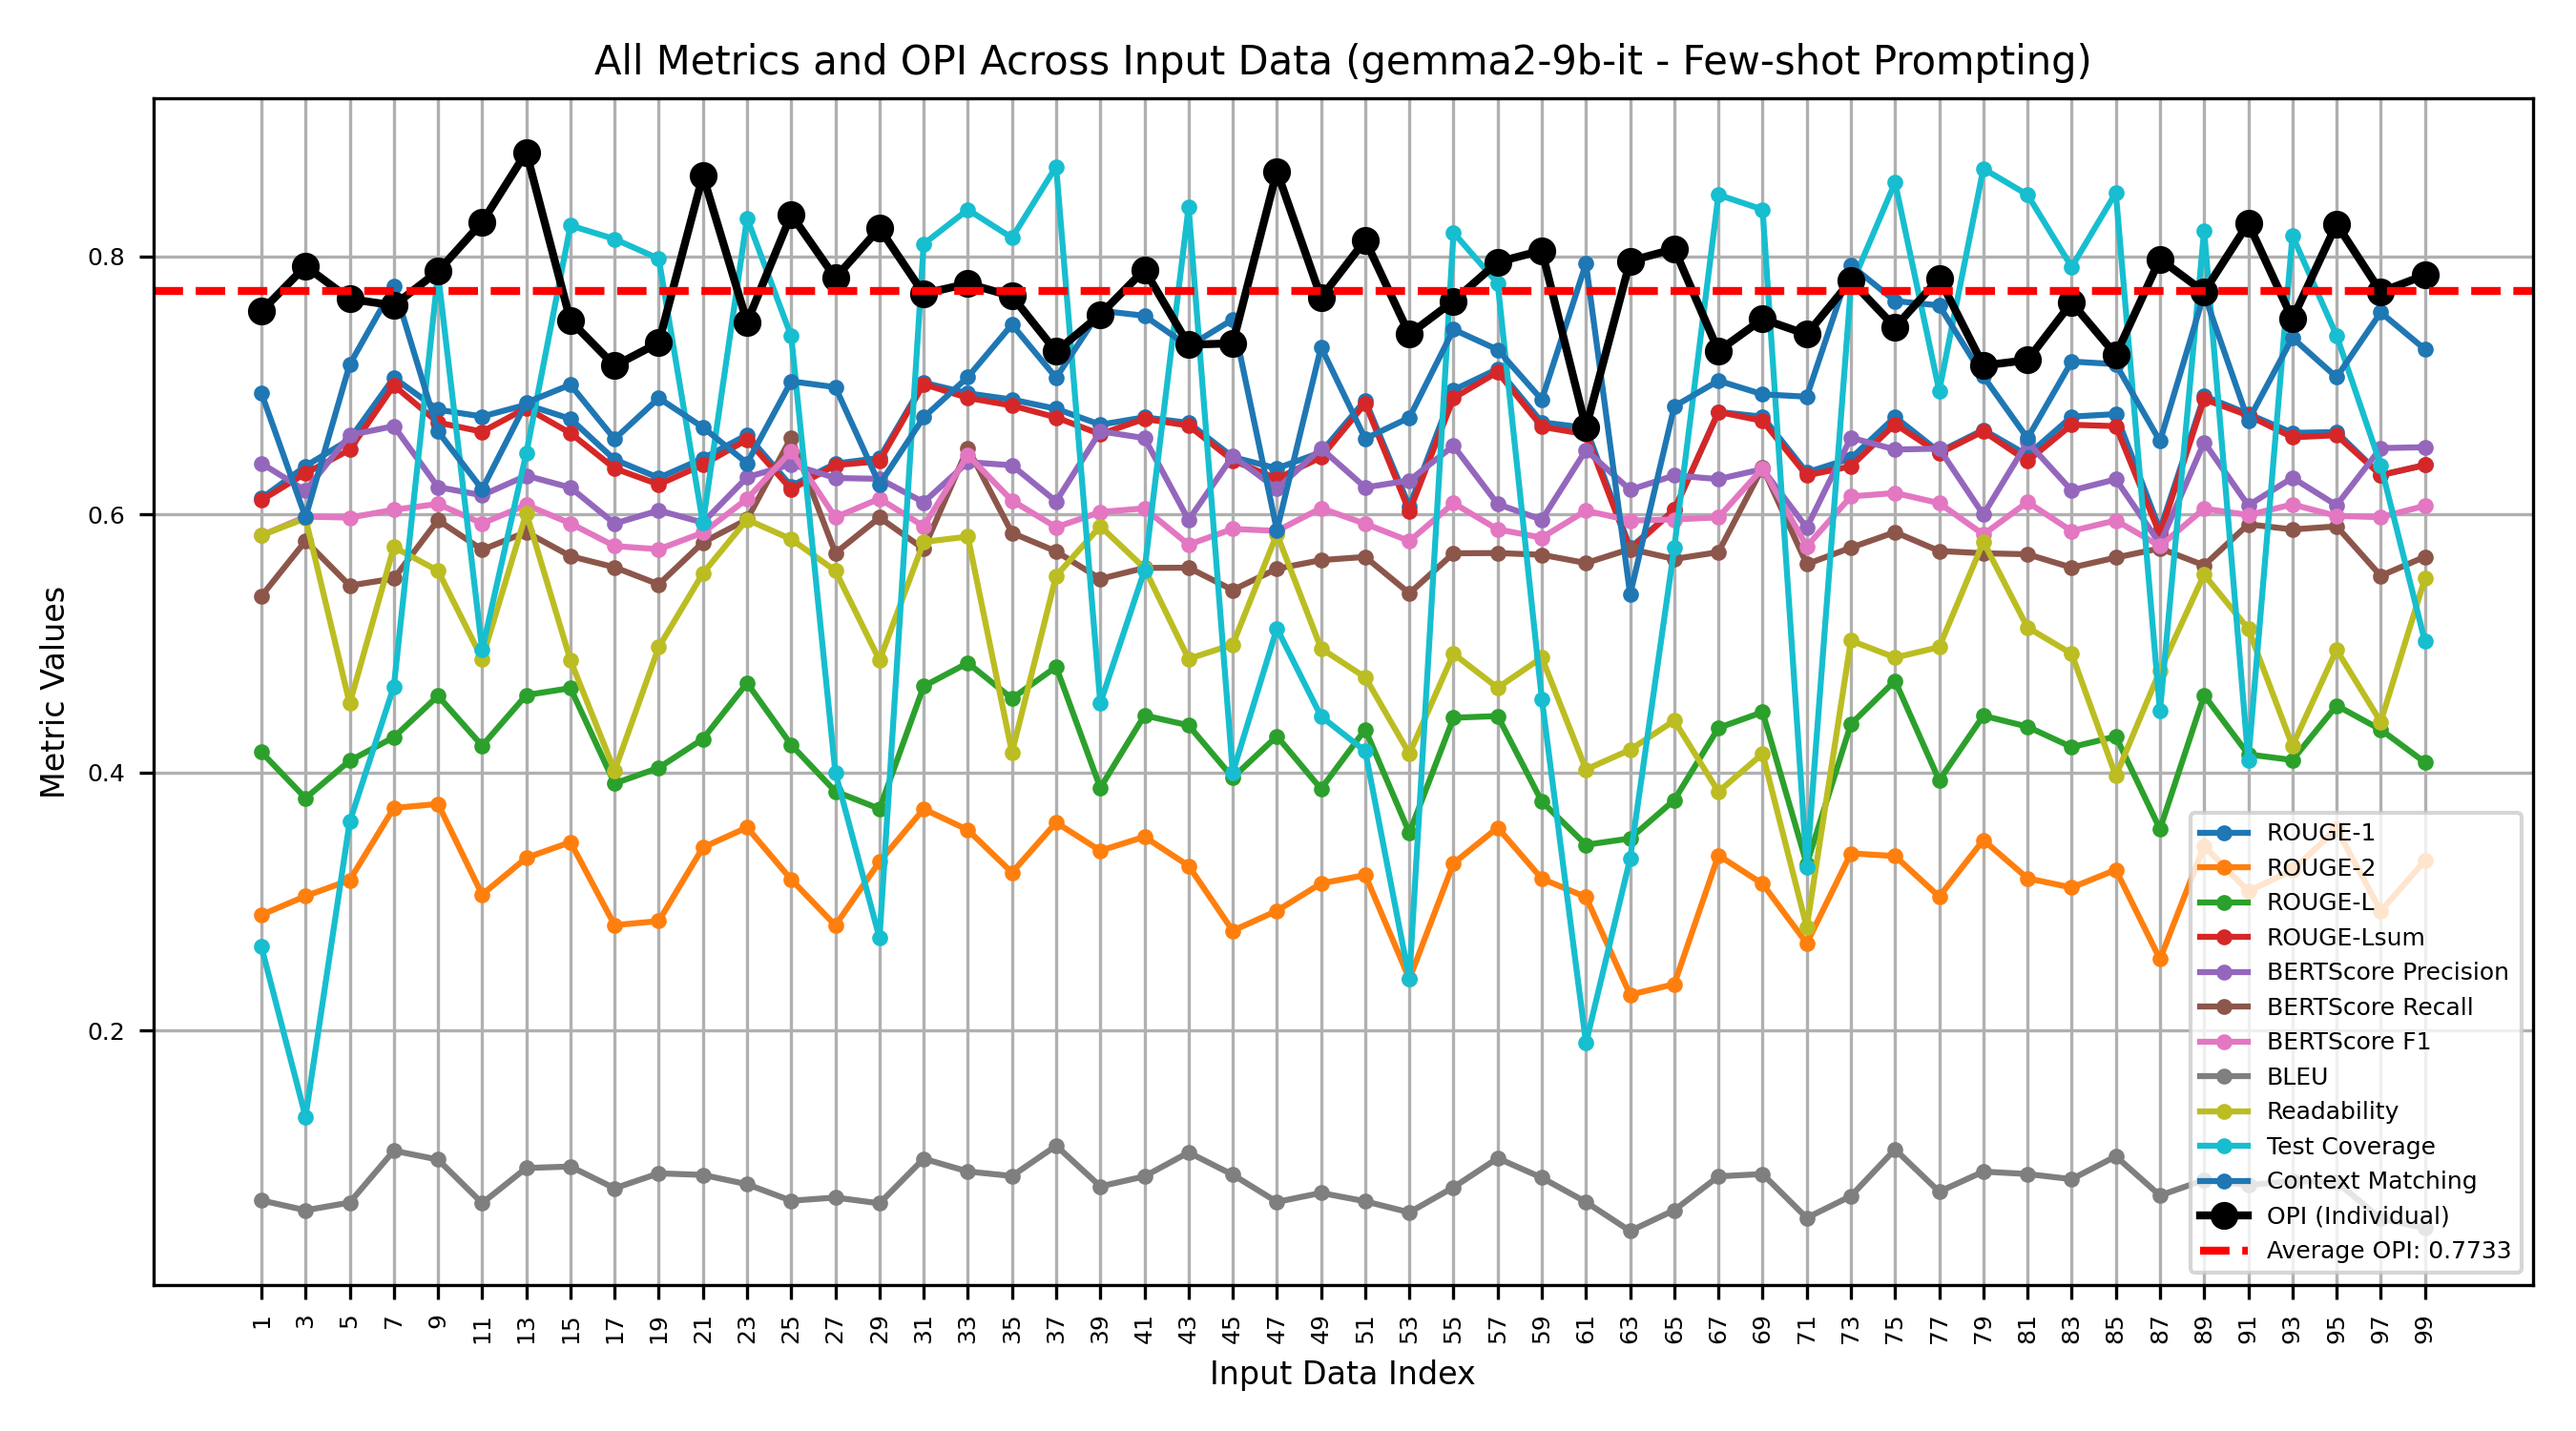 All Metrics and OPI Across Input Data (gemma2-9b-it - Few-shot Prompting)
Metric Values
0.8
0.6
0.4
0.2
ROUGE-1
ROUGE-2
ROUGE-L
ROUGE-Lsum
BERTScore Precision
BERTScore Recall
BERTScore F1
BLEU
Readability
Test Coverage
Context Matching
OPI (Individual)
Average OPI: 0.7733
1 3 5 7 9 11 13 15 17 19 21 23 25 27 29 31 33 35 37 39 41 43 45 47 49 51 53 55 57 59 61 63 65 67 69 71 73 75 77 79 81 83 85 87 89 91 93 95 97 99
Input Data Index